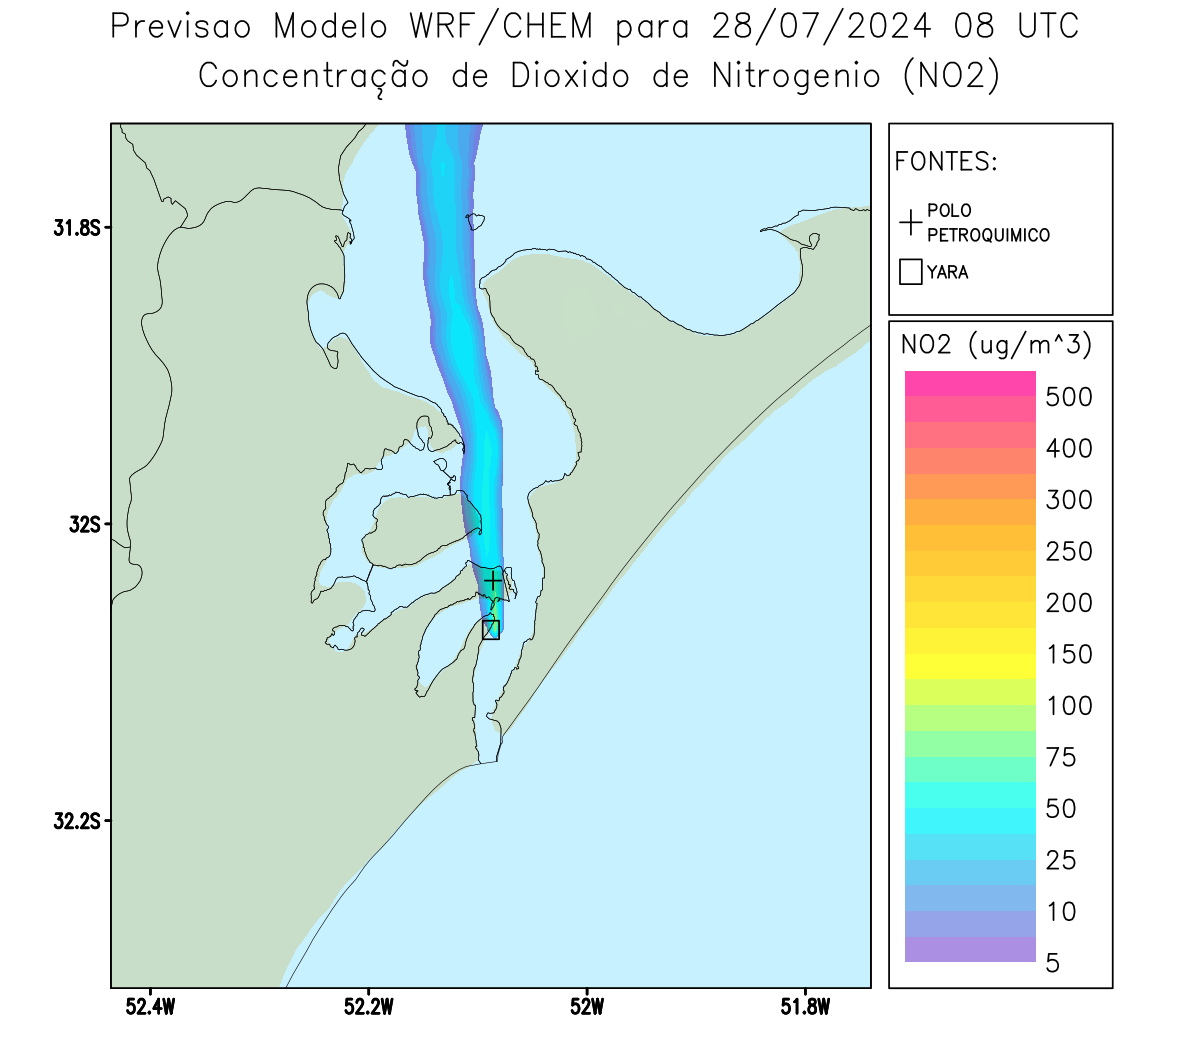 Previsao Modelo WRF/CHEM para 28/07/2024 08 UTC
Concentração de Dioxido de Nitrogenio (NO2)
FONTES:
POLO
PETROQUIMICO
YARA
NO2 (ug/m^3)
500
400
300
250
200
150
100
75
50
25
10
5
31.8S
32S
32.2S
52.4W
52.2W
52W
51.8W